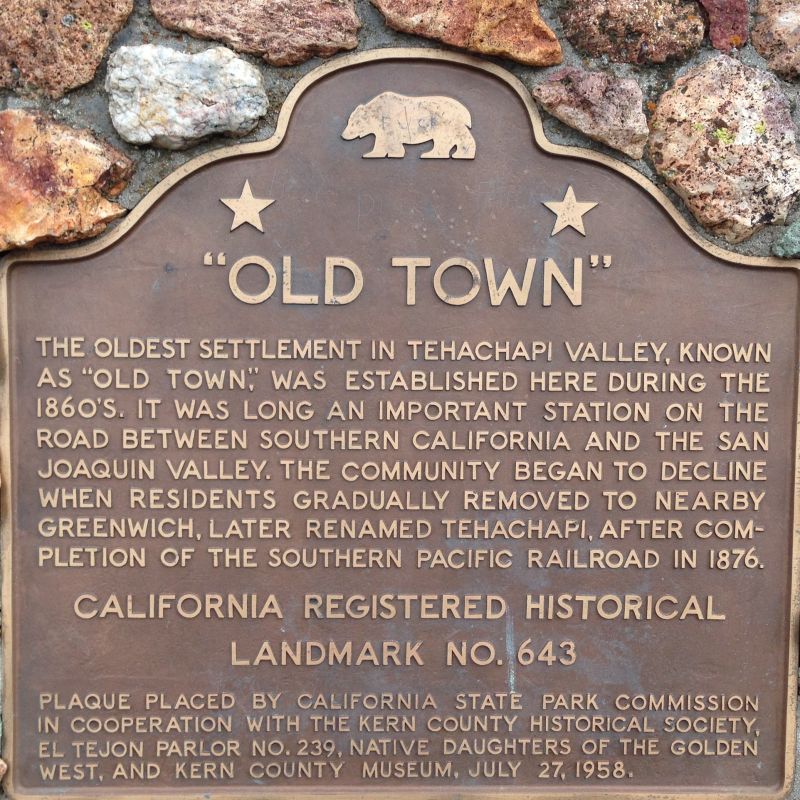 "OLD TOWN"
THE OLDEST SETTLEMENT IN TEHACHAPI VALLEY, KNOWN
AS "OLD TOWN," WAS ESTABLISHED HERE DURING THE
1860'S. IT WAS LONG AN IMPORTANT STATION ON THE
ROAD BETWEEN SOUTHERN CALIFORNIA AND THE SAN
JOAQUIN VALLEY. THE COMMUNITY BEGAN TO DECLINE
WHEN RESIDENTS GRADUALLY REMOVED TO NEARBY
GREENWICH, LATER RENAMED TEHACHAPI, AFTER COM-
PLETION OF THE SOUTHERN PACIFIC RAILROAD IN 1876.
CALIFORNIA REGISTERED HISTORICAL
LANDMARK NO. 643
PLAQUE PLACED BY CALIFORNIA STATE PARK COMMISSION
IN COOPERATION WITH THE KERN COUNTY HISTORICAL SOCIETY,
EL TEJON PARLOR NO. 239, NATIVE DAUGHTERS OF THE GOLDEN
WEST, AND KERN COUNTY MUSEUM, JULY 27, 1958.